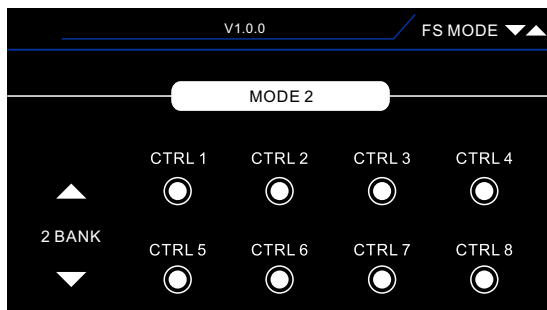 V1.0.0 FS MODE
MODE 2
CTRL 1 CTRL 2 CTRL 3 CTRL 4
2 BANK
CTRL 5 CTRL 6 CTRL 7 CTRL 8